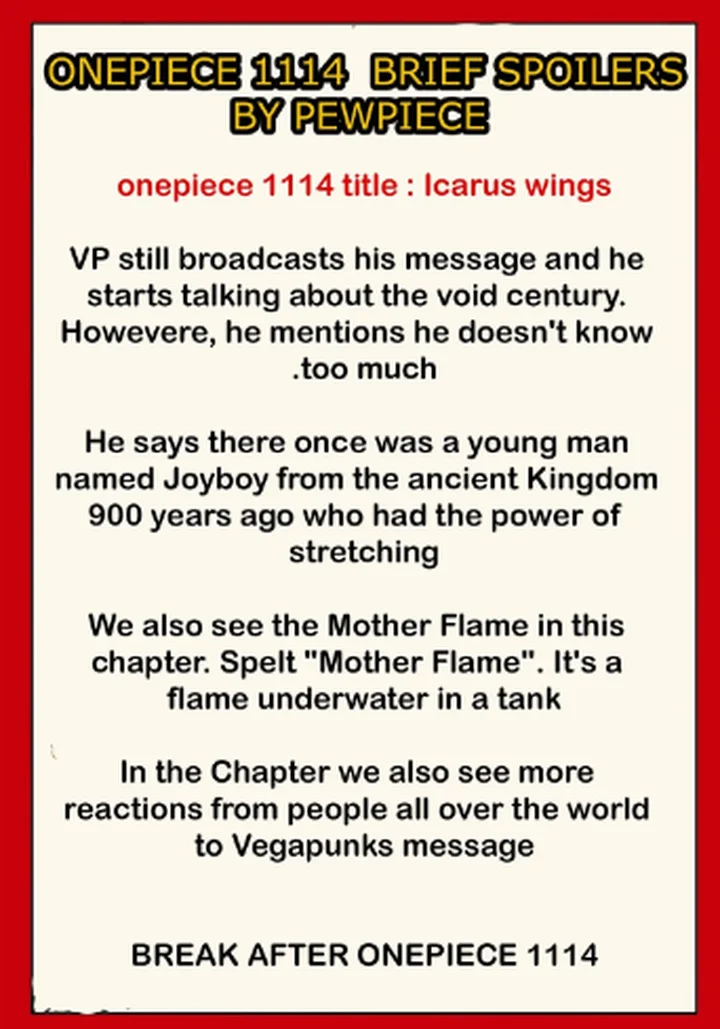 ONEPIECE 1114 BRIEF SPOILERS
BY PEWPIECE
onepiece 1114 title : Icarus wings
VP still broadcasts his message and he
starts talking about the void century.
Howevere, he mentions he doesn't know
.too much
He says there once was a young man
named Joyboy from the ancient Kingdom
900 years ago who had the power of
stretching
We also see the Mother Flame in this
chapter. Spelt "Mother Flame". It's a
flame underwater in a tank
In the Chapter we also see more
reactions from people all over the world
to Vegapunks message
BREAK AFTER ONEPIECE 1114